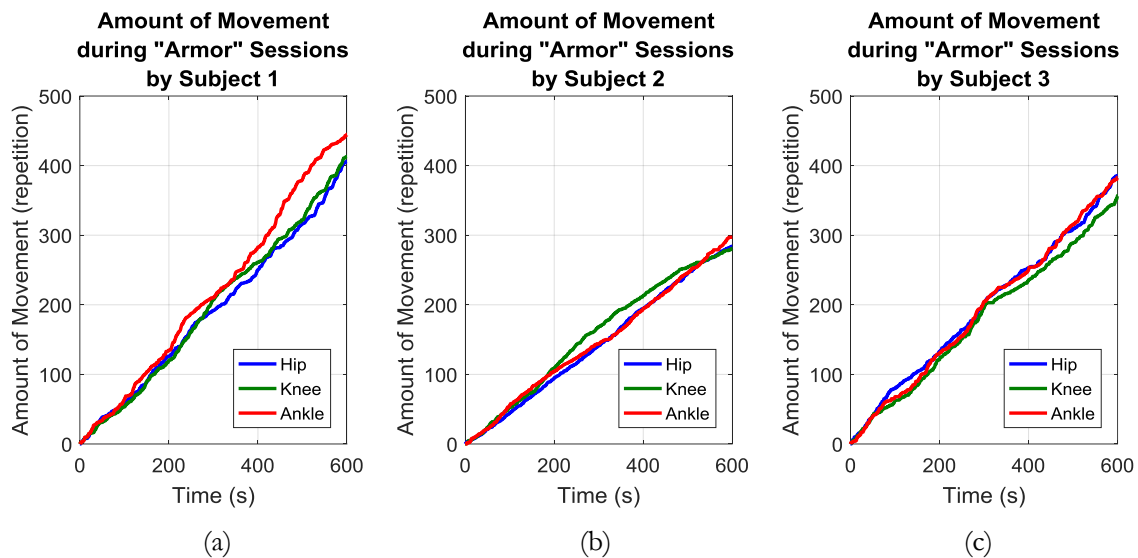 Amount of Movement
during "Armor" Sessions
by Subject 1
Amount of Movement (repetition)
500
400
300
200
100
0
Hip
Knee
Ankle
0 200 400 600
Time (s)
(a)
Amount of Movement
during "Armor" Sessions
by Subject 2
Amount of Movement (repetition)
500
400
300
200
100
0
Hip
Knee
Ankle
0 200 400 600
Time (s)
(b)
Amount of Movement
during "Armor" Sessions
by Subject 3
Amount of Movement (repetition)
500
400
300
200
100
0
Hip
Knee
Ankle
0 200 400 600
Time (s)
(c)